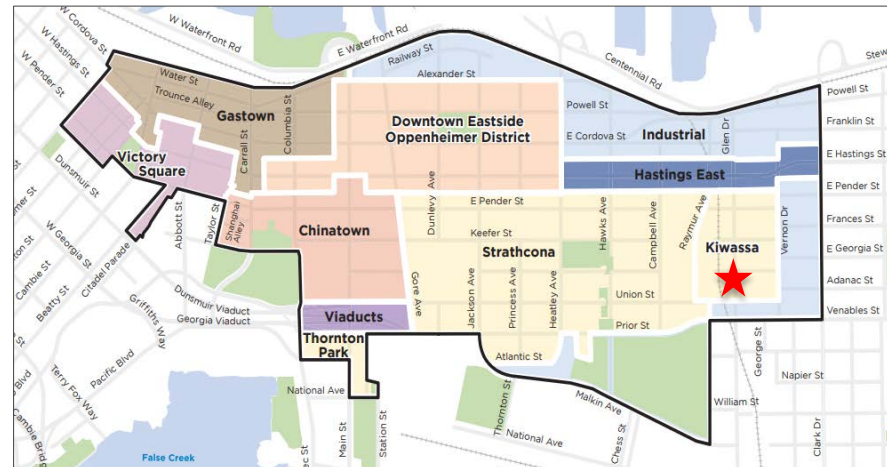 W Cordova St
W Hastings St
W Pender St
W Waterfront Rd
E Waterfront Rd
Railway St
Alexander St
Centennial Rd
Water St
Trounce Alley
Gastown
Columbia St
Carrall St
Downtown Eastside
Oppenheimer District
Powell St
E Cordova St
Industrial
Glen Dr
Powell St
Franklin St
E Hastings St
E Pender St
Frances St
E Georgia St
Adanac St
Venables St
Victory
Square
Hastings East
Dunsmuir St
Abbott St
Taylor St
Shanghai
Alley
Chinatown
Dunlevy Ave
E Pender St
Keefer St
Strathcona
Hawks Ave
Campbell Ave
Raymur Ave
Kiwassa
Vernon Dr
W Georgia St
Cambie St
Beatty St
Citadel Parade
Griffiths Way
Dunsmuir Viaduct
Georgia Viaduct
Viaducts
Gore Ave
Jackson Ave
Princess Ave
Heatley Ave
Union St
Prior St
Thornton
Park
Atlantic St
Pacific Blvd
Terry Fox Way
National Ave
Main St
Station St
Thornton St
Malkin Ave
National Ave
Chess St
George St
Napier St
William St
Clark Dr
False Creek